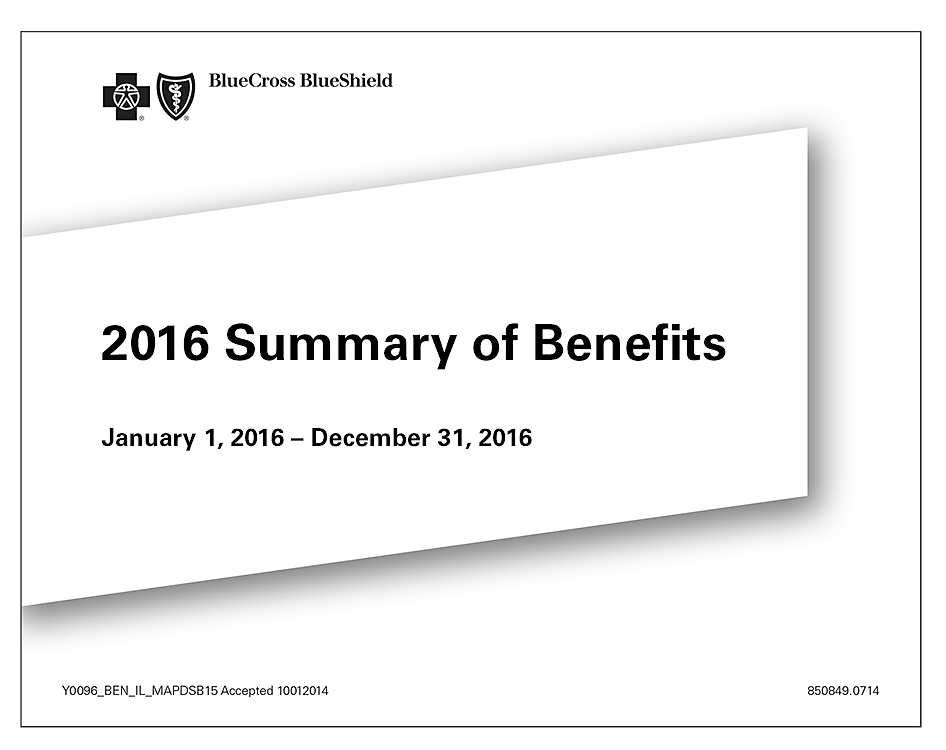 BlueCross BlueShield
2016 Summary of Benefits
January 1, 2016 – December 31, 2016
Y0096_BEN_IL_MAPDSB15 Accepted 10012014
850849.0714